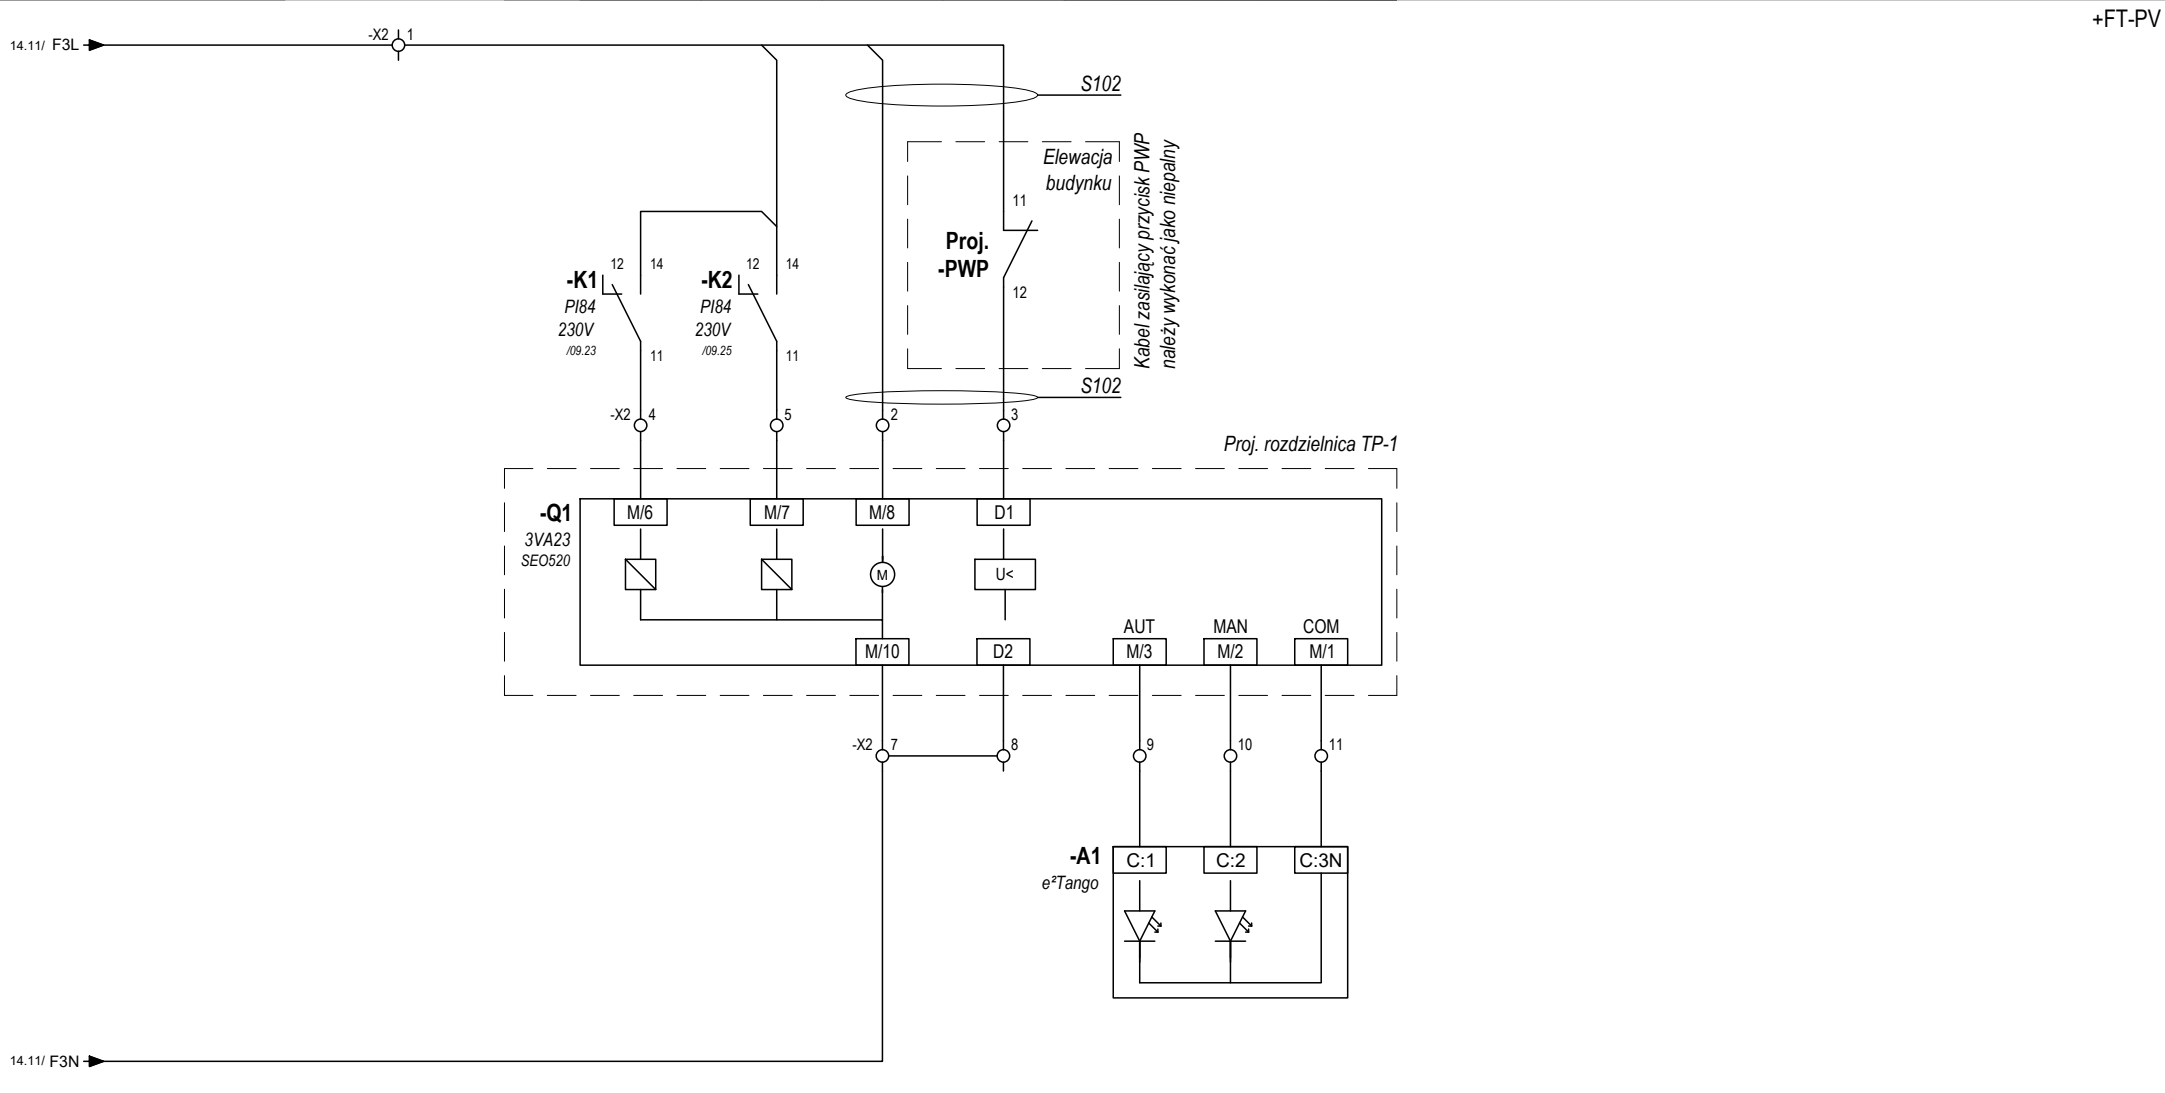 +FT-PV
14.11/ F3L
-X2 1
S102
Elewacja
budynku
Kabel zasilający przycisk PWP
należy wykonać jako niepalny
11
Proj.
-PWP
12
12 14
-K1
PI84
230V
/09.23
11
12 14
-K2
PI84
230V
/09.25
11
S102
-X2 4
5
2
3
Proj. rozdzielnica TP-1
-Q1
3VA23
SEO520
M/6
M/7
M/8
D1
M
U<
AUT
MAN
COM
M/10
D2
M/3
M/2
M/1
-X2 7
8
9
10
11
-A1
e²Tango
C:1
C:2
C:3N
14.11/ F3N